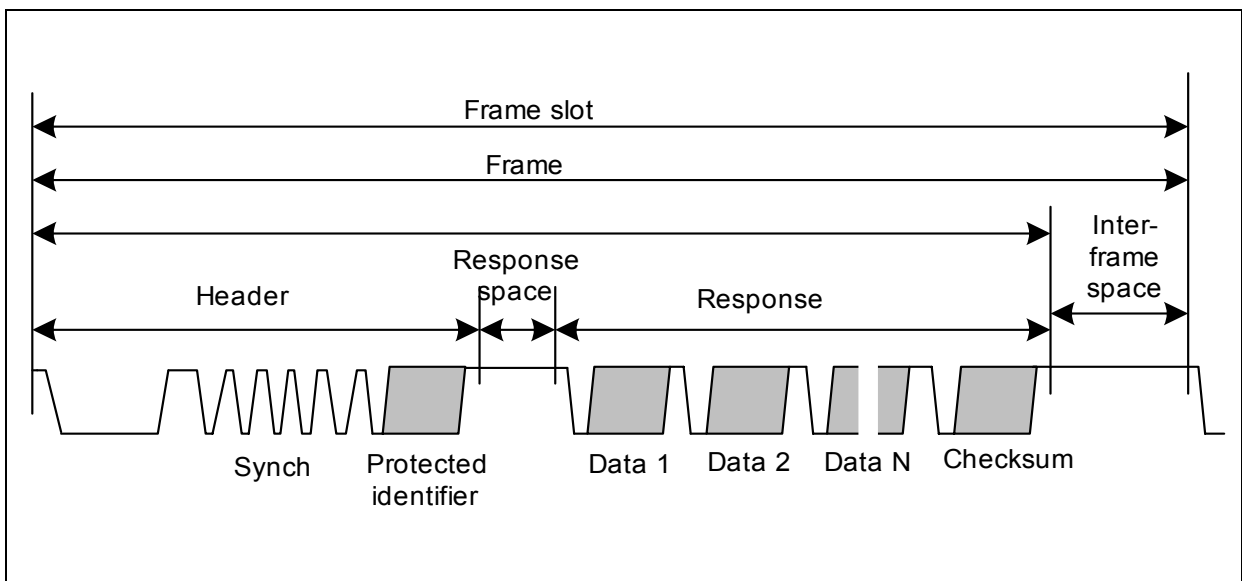 Frame slot
Frame
Inter-
frame
space
Response
space
Header
Response
Synch
Protected
identifier
Data 1
Data 2
Data N
Checksum